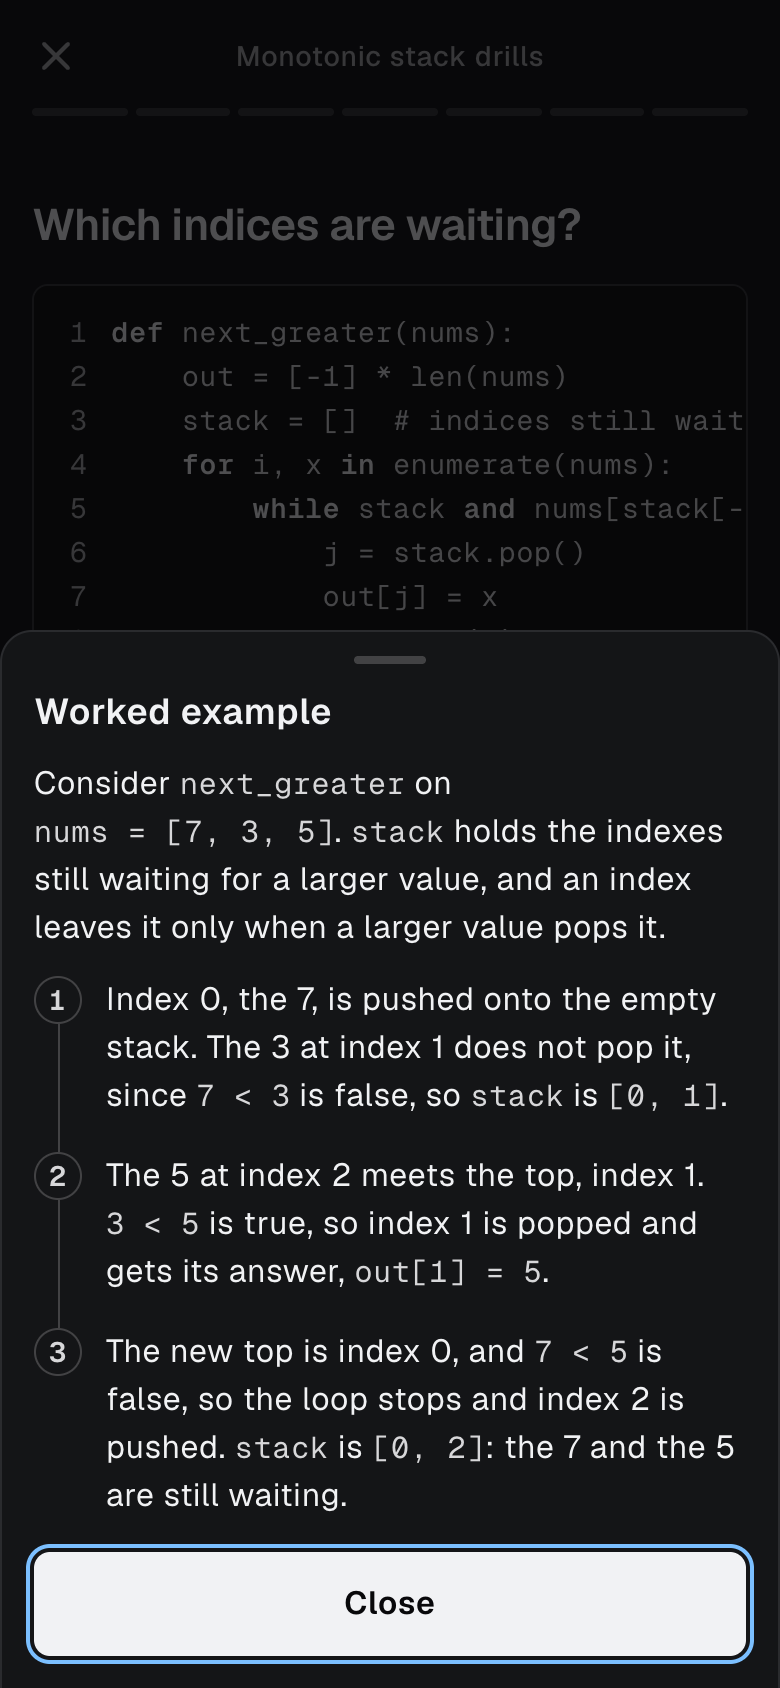 Monotonic stack drills
Which indices are waiting?
1 def next_greater(nums):
2 out = [-1] * len(nums)
3 stack = [] # indices still wait
4 for i, x in enumerate(nums):
5 while stack and nums[stack[-
6 j = stack.pop()
7 out[j] = x
Worked example
Consider next_greater on
nums = [7, 3, 5]. stack holds the indexes
still waiting for a larger value, and an index
leaves it only when a larger value pops it.
1 Index 0, the 7, is pushed onto the empty
stack. The 3 at index 1 does not pop it,
since 7 < 3 is false, so stack is [0, 1].
2 The 5 at index 2 meets the top, index 1.
3 < 5 is true, so index 1 is popped and
gets its answer, out[1] = 5.
3 The new top is index 0, and 7 < 5 is
false, so the loop stops and index 2 is
pushed. stack is [0, 2]: the 7 and the 5
are still waiting.
Close